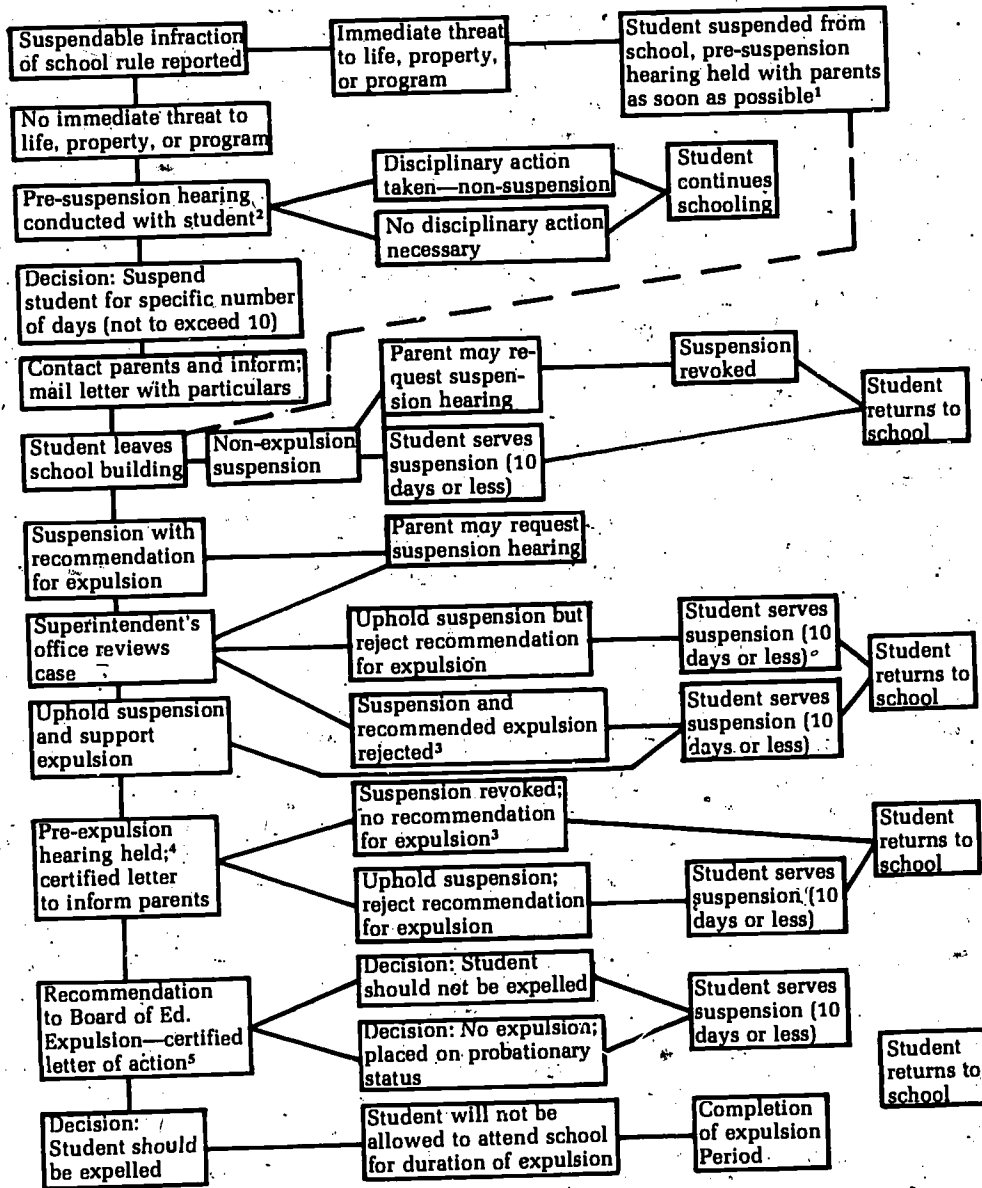 Suspendable infraction
of school rule reported
Immediate threat
to life, property,
or program
Student suspended from
school, pre-suspension
hearing held with parents
as soon as possible¹
No immediate threat to
life, property, or program
Pre-suspension hearing
conducted with student²
Disciplinary action
taken—non-suspension
No disciplinary action
necessary
Student
continues
schooling
Decision: Suspend
student for specific number
of days (not to exceed 10)
Contact parents and inform;
mail letter with particulars
Parent may re-
quest suspen-
sion hearing
Suspension
revoked
Student
returns to
school
Student leaves
school building
Non-expulsion
suspension
Student serves
suspension (10
days or less)
Suspension with
recommendation
for expulsion
Parent may request
suspension hearing
Superintendent's
office reviews
case
Uphold suspension but
reject recommendation
for expulsion
Student serves
suspension (10
days or less)
Student
returns to
school
Uphold suspension
and support
expulsion
Suspension and
recommended expulsion
rejected³
Student serves
suspension (10
days or less)
Pre-expulsion
hearing held;⁴
certified letter
to inform parents
Suspension revoked;
no recommendation
for expulsion³
Student
returns to
school
Uphold suspension;
reject recommendation
for expulsion
Student serves
suspension (10
days or less)
Recommendation
to Board of Ed.
Expulsion—certified
letter of action⁵
Decision: Student
should not be expelled
Decision: No expulsion;
placed on probationary
status
Student serves
suspension (10
days or less)
Student
returns to
school
Decision:
Student should
be expelled
Student will not be
allowed to attend school
for duration of expulsion
Completion
of expulsion
Period